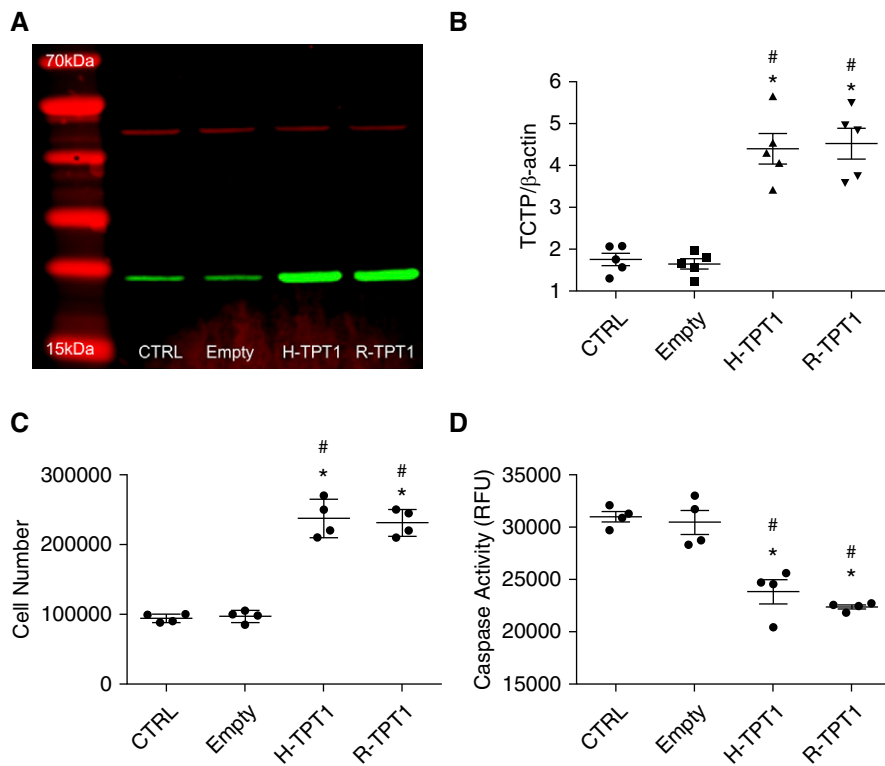 A
70kDa
15kDa
CTRL
Empty
H-TPT1
R-TPT1
B
TCTP/β-actin
6
5
4
3
2
1
#
*
#
*
CTRL
Empty
H-TPT1
R-TPT1
C
Cell Number
300000
200000
100000
0
#
*
#
*
CTRL
Empty
H-TPT1
R-TPT1
D
Caspase Activity (RFU)
35000
30000
25000
20000
15000
#
*
#
*
CTRL
Empty
H-TPT1
R-TPT1